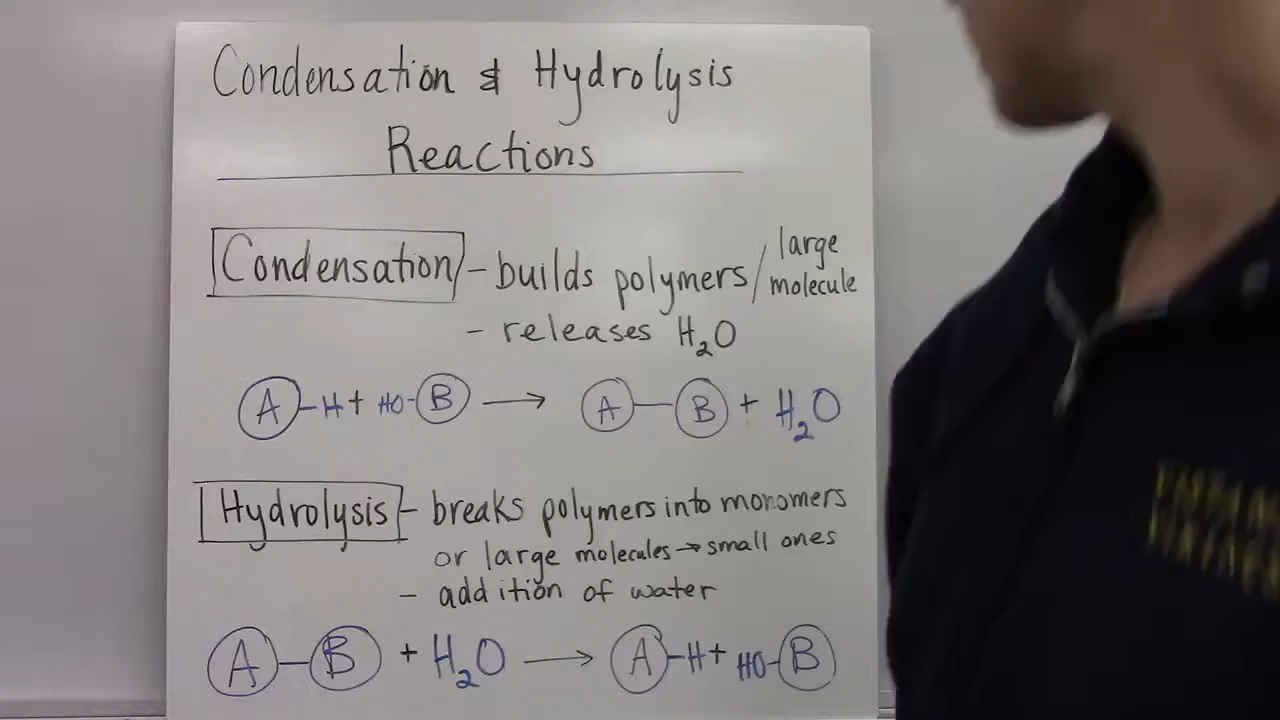 Condensation & Hydrolysis
Reactions
Condensation - builds polymers / large molecule
- releases H₂O
A-H + HO-B → A-B + H₂O
Hydrolysis - breaks polymers into monomers
or large molecules → small ones
- addition of water
A-B + H₂O → A-H + HO-B